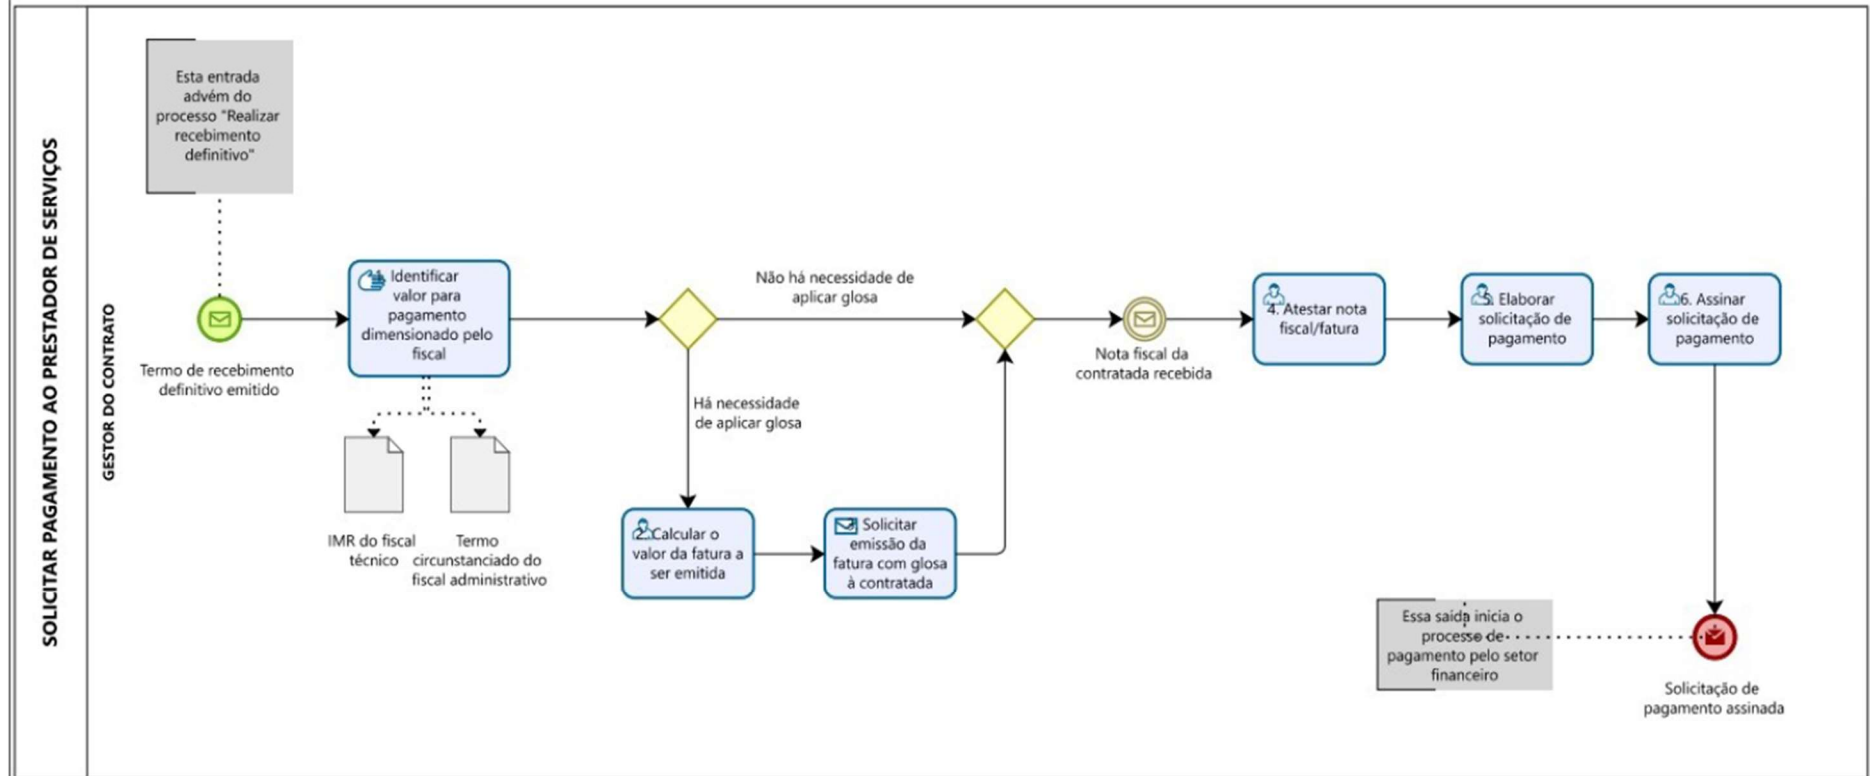 SOLICITAR PAGAMENTO AO PRESTADOR DE SERVIÇOS
GESTOR DO CONTRATO
Esta entrada
advém do
processo "Realizar
recebimento
definitivo"
Termo de recebimento
definitivo emitido
1. Identificar
valor para
pagamento
dimensionado pelo
fiscal
IMR do fiscal
técnico
Termo
circunstanciado do
fiscal administrativo
Não há necessidade de
aplicar glosa
Há necessidade
de aplicar glosa
2. Calcular o
valor da fatura a
ser emitida
3. Solicitar
emissão da
fatura com glosa
à contratada
Nota fiscal da
contratada recebida
4. Atestar nota
fiscal/fatura
5. Elaborar
solicitação de
pagamento
6. Assinar
solicitação de
pagamento
Essa saída inicia o
processo de
pagamento pelo setor
financeiro
Solicitação de
pagamento assinada